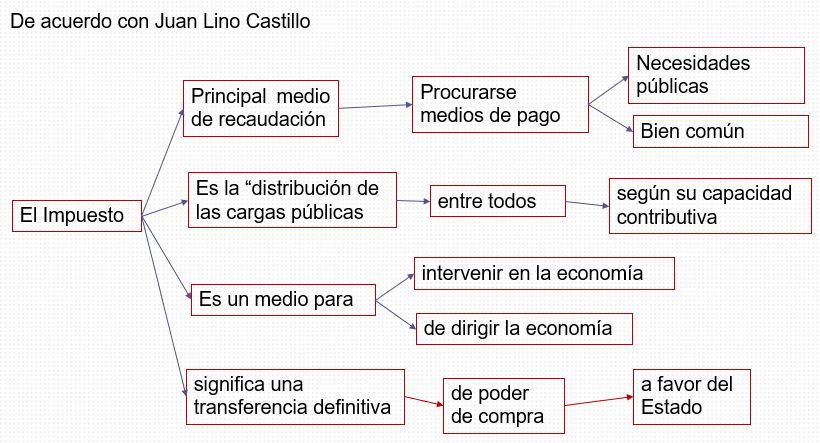 De acuerdo con Juan Lino Castillo
El Impuesto
Principal medio
de recaudación
Procurarse
medios de pago
Necesidades
públicas
Bien común
Es la “distribución de
las cargas públicas
entre todos
según su capacidad
contributiva
Es un medio para
intervenir en la economía
de dirigir la economía
significa una
transferencia definitiva
de poder
de compra
a favor del
Estado